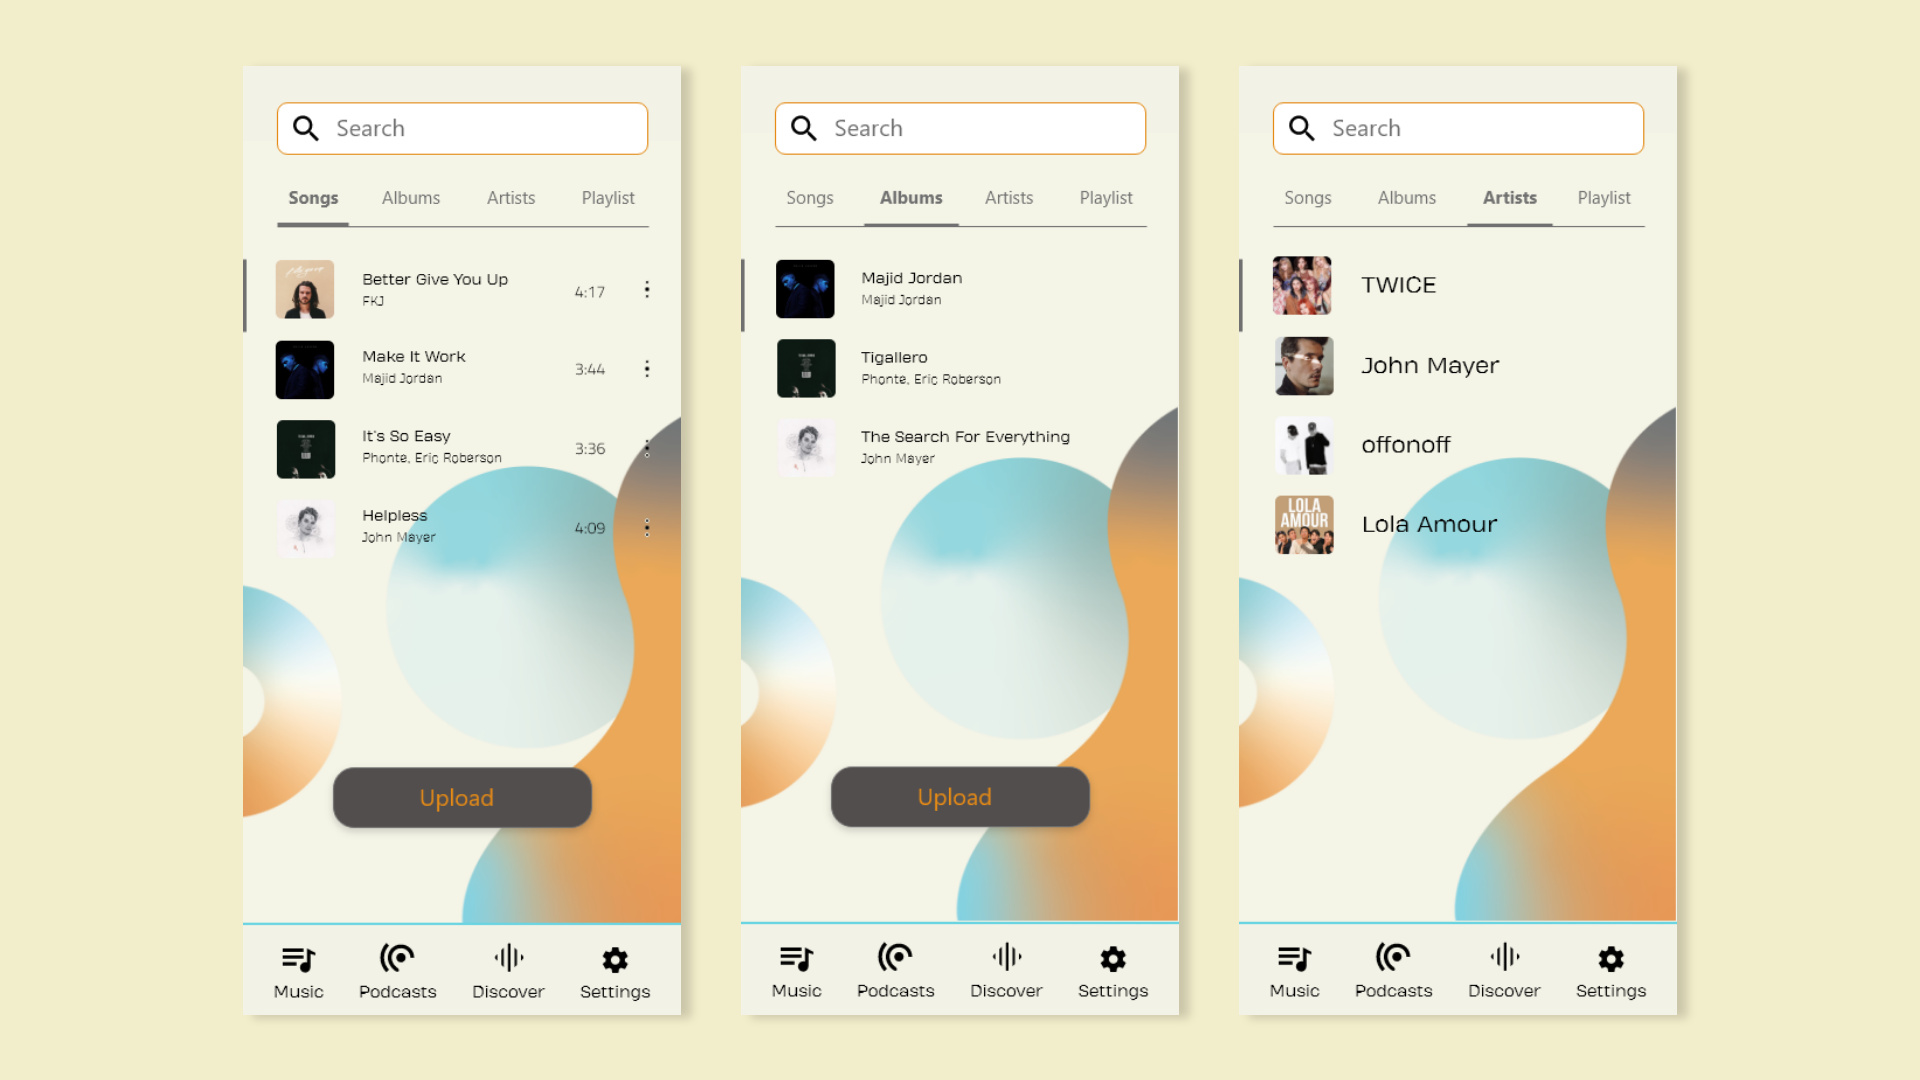 Search
Songs Albums Artists Playlist
Better Give You Up
FKJ
4:17
Make It Work
Majid Jordan
3:44
It's So Easy
Phonte, Eric Roberson
3:36
Helpless
John Mayer
4:09
Upload
Music Podcasts Discover Settings
Search
Songs Albums Artists Playlist
Majid Jordan
Majid Jordan
Tigallero
Phonte, Eric Roberson
The Search For Everything
John Mayer
Upload
Music Podcasts Discover Settings
Search
Songs Albums Artists Playlist
TWICE
John Mayer
offonoff
LOLA
AMOUR
Lola Amour
Music Podcasts Discover Settings